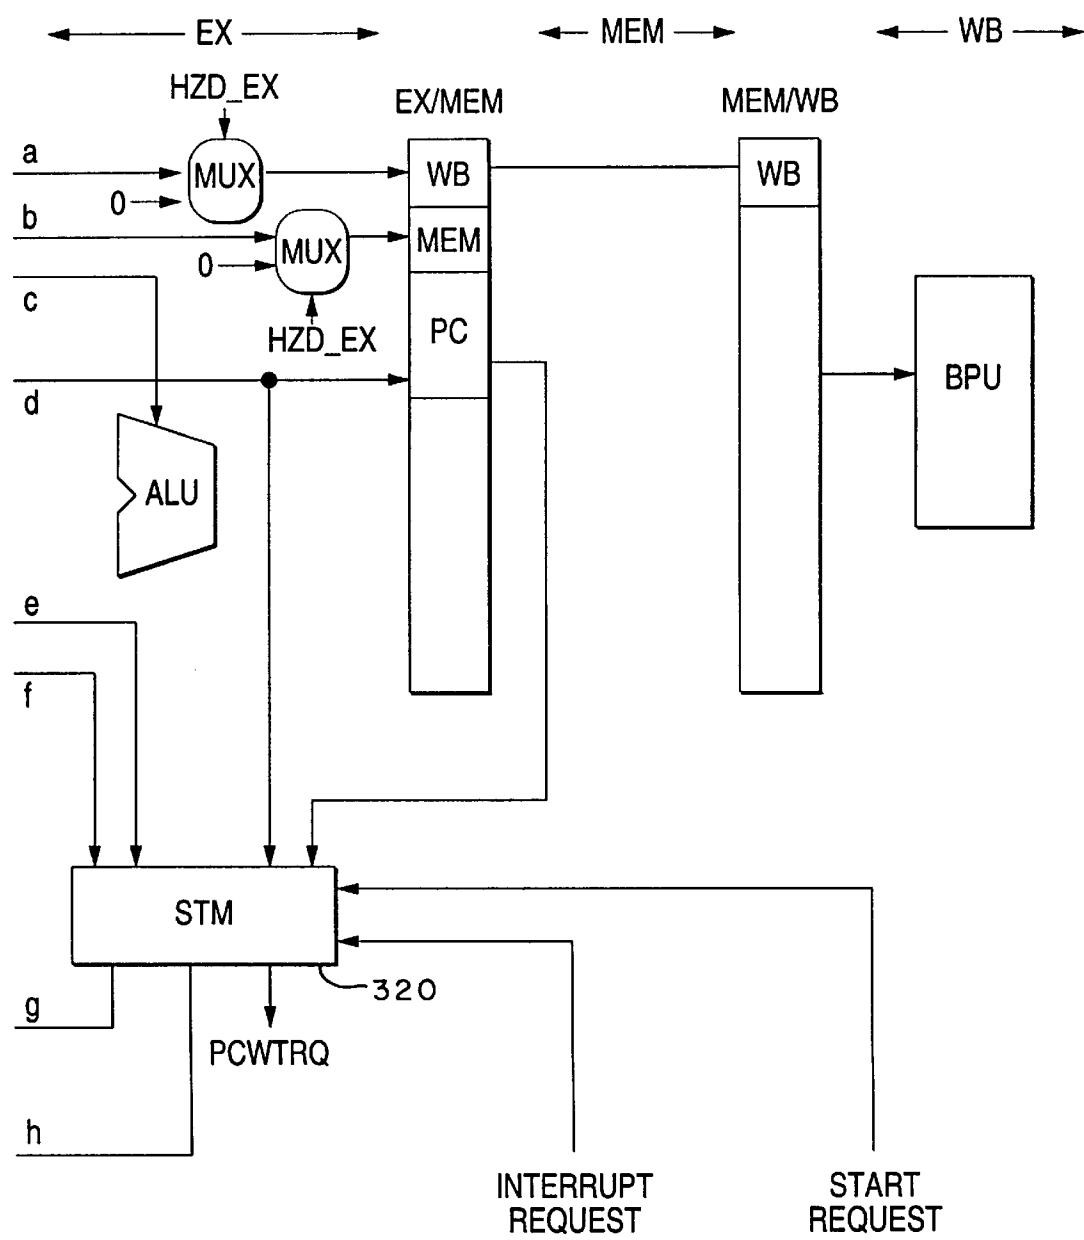 EX
MEM
WB
HZD_EX
EX/MEM
MEM/WB
a
MUX
WB
WB
0
b
MUX
MEM
0
c
HZD_EX
PC
d
BPU
ALU
e
f
STM
320
g
PCWTRQ
h
INTERRUPT
REQUEST
START
REQUEST